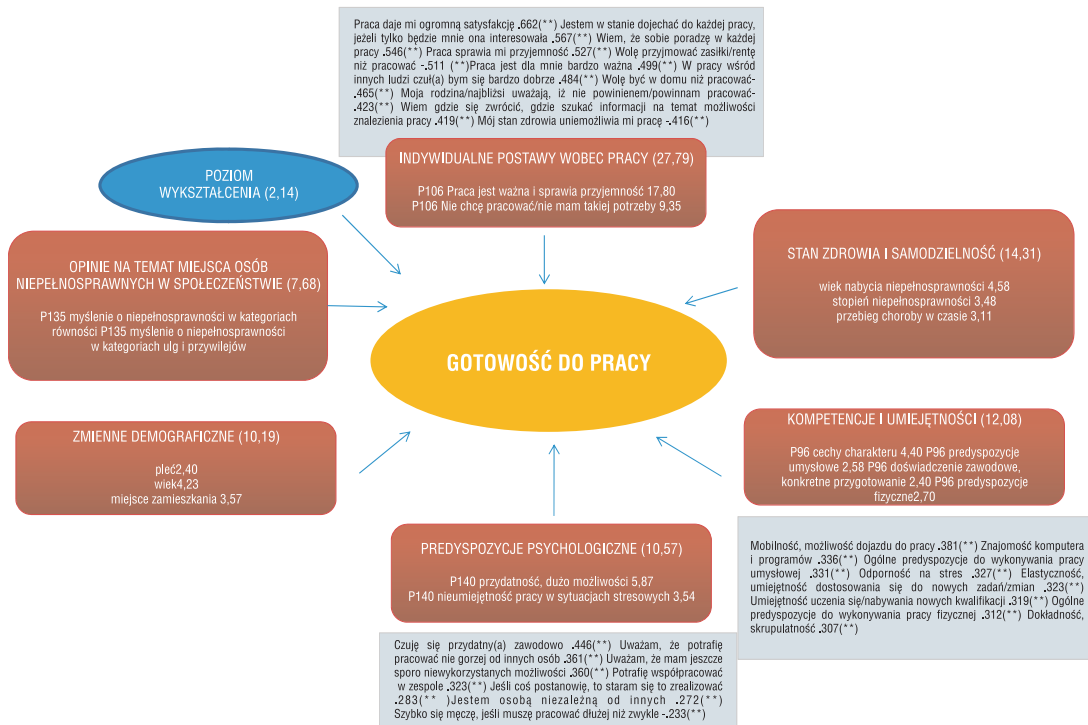 Praca daje mi ogromną satysfakcję .662(**) Jestem w stanie dojechać do każdej pracy,
jeżeli tylko będzie mnie ona interesowała .567(**) Wiem, że sobie poradzę w każdej
pracy .546(**) Praca sprawia mi przyjemność .527(**) Wolę przyjmować zasiłki/rentę
niż pracować -.511 (**)Praca jest dla mnie bardzo ważna .499(**) W pracy wśród
innych ludzi czuł(a) bym się bardzo dobrze .484(**) Wolę być w domu niż pracować-
.465(**) Moja rodzina/najbliżsi uważają, iż nie powinienem/powinnam pracować-
.423(**) Wiem gdzie się zwrócić, gdzie szukać informacji na temat możliwości
znalezienia pracy .419(**) Mój stan zdrowia uniemożliwia mi pracę -.416(**)
INDYWIDUALNE POSTAWY WOBEC PRACY (27,79)
P106 Praca jest ważna i sprawia przyjemność 17,80
P106 Nie chcę pracować/nie mam takiej potrzeby 9,35
POZIOM
WYKSZTAŁCENIA (2,14)
OPINIE NA TEMAT MIEJSCA OSÓB
NIEPEŁNOSPRAWNYCH W SPOŁECZEŃSTWIE (7,68)
P135 myślenie o niepełnosprawności w kategoriach
równości P135 myślenie o niepełnosprawności
w kategoriach ulg i przywilejów
STAN ZDROWIA I SAMODZIELNOŚĆ (14,31)
wiek nabycia niepełnosprawności 4,58
stopień niepełnosprawności 3,48
przebieg choroby w czasie 3,11
GOTOWOŚĆ DO PRACY
ZMIENNE DEMOGRAFICZNE (10,19)
płeć2,40
wiek4,23
miejsce zamieszkania 3,57
KOMPETENCJE I UMIEJĘTNOŚCI (12,08)
P96 cechy charakteru 4,40 P96 predyspozycje
umysłowe 2,58 P96 doświadczenie zawodowe,
konkretne przygotowanie 2,40 P96 predyspozycje
fizyczne2,70
PREDYSPOZYCJE PSYCHOLOGICZNE (10,57)
P140 przydatność, dużo możliwości 5,87
P140 nieumiejętność pracy w sytuacjach stresowych 3,54
Mobilność, możliwość dojazdu do pracy .381(**) Znajomość komputera
i programów .336(**) Ogólne predyspozycje do wykonywania pracy
umysłowej .331(**) Odporność na stres .327(**) Elastyczność,
umiejętność dostosowania się do nowych zadań/zmian .323(**)
Umiejętność uczenia się/nabywania nowych kwalifikacji .319(**) Ogólne
predyspozycje do wykonywania pracy fizycznej .312(**) Dokładność,
skrupulatność .307(**)
Czuję się przydatny(a) zawodowo .446(**) Uważam, że potrafię
pracować nie gorzej od innych osób .361(**) Uważam, że mam jeszcze
sporo niewykorzystanych możliwości .360(**) Potrafię współpracować
w zespole .323(**) Jeśli coś postanowię, to staram się to zrealizować
.283(** )Jestem osobą niezależną od innych .272(**)
Szybko się męczę, jeśli muszę pracować dłużej niż zwykle -.233(**)